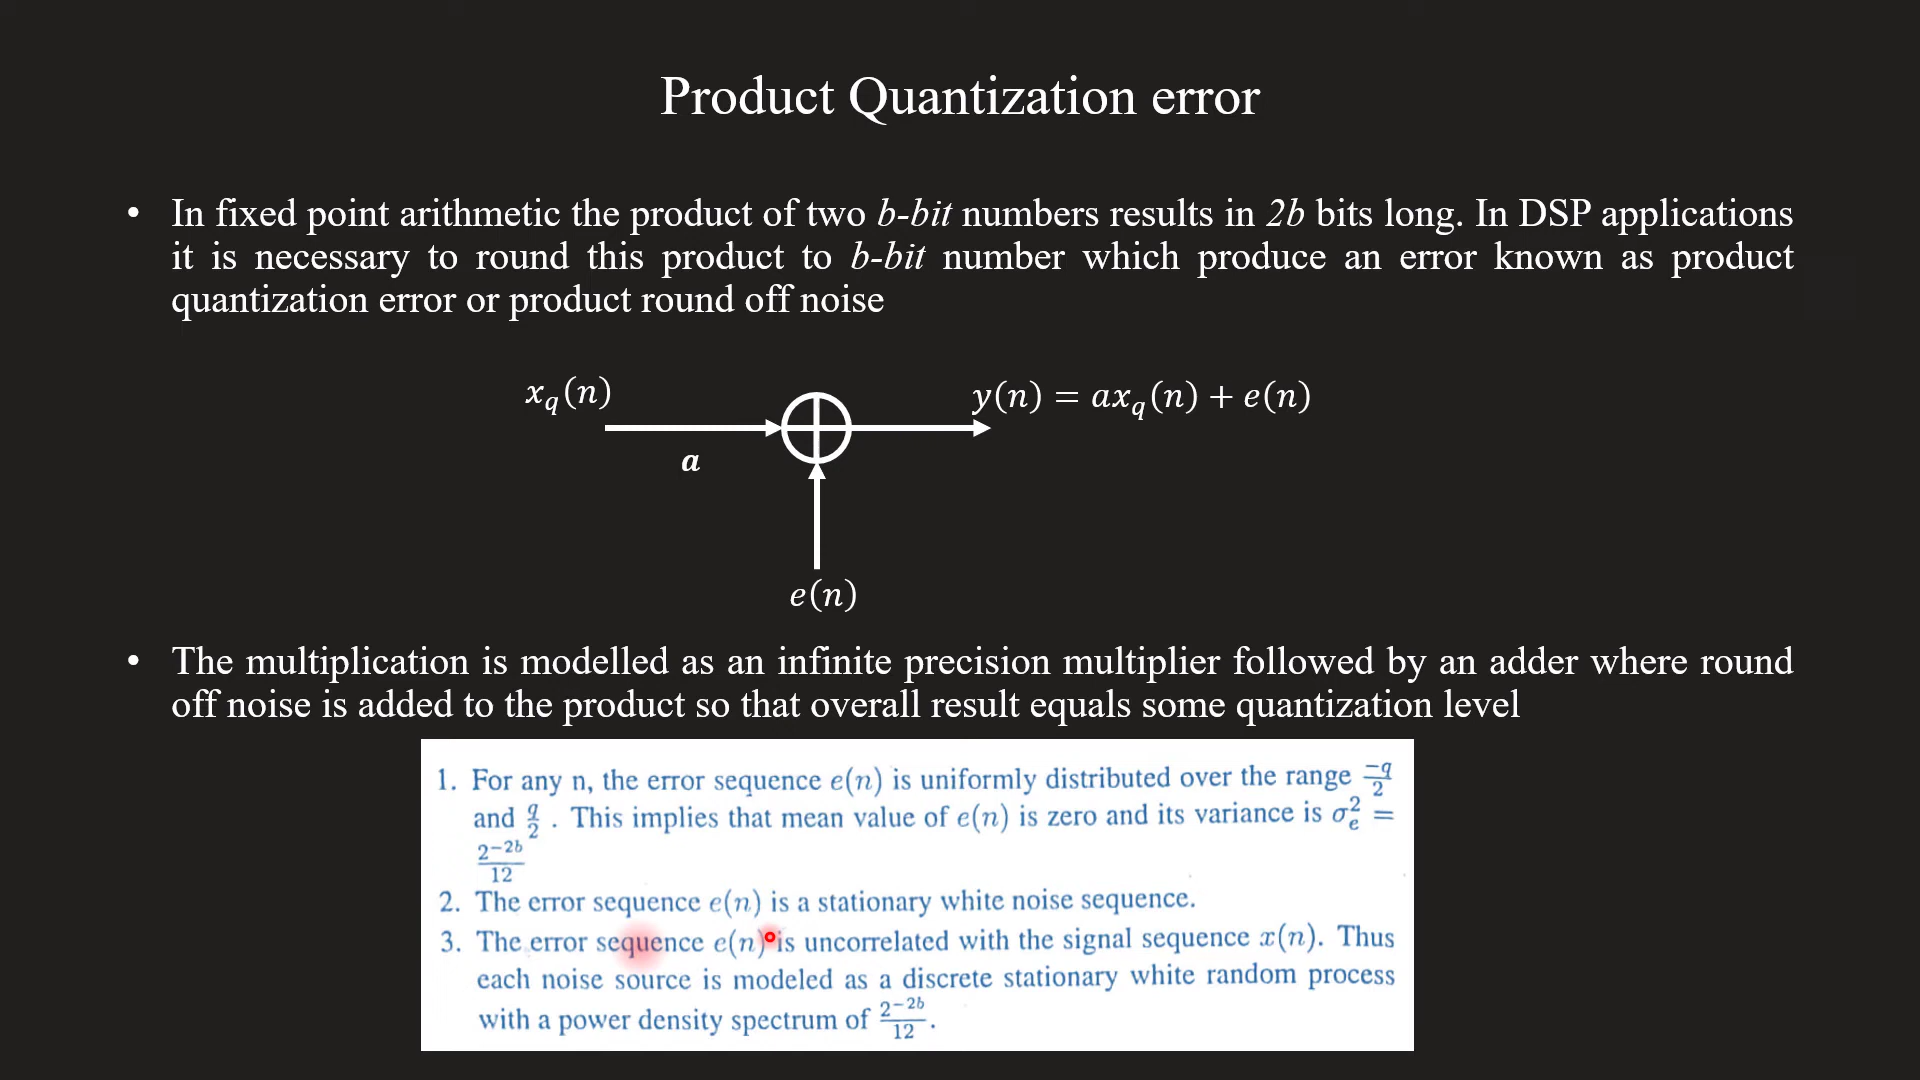 Product Quantization error
• In fixed point arithmetic the product of two b-bit numbers results in 2b bits long. In DSP applications
it is necessary to round this product to b-bit number which produce an error known as product
quantization error or product round off noise
x_q(n)
y(n) = ax_q(n) + e(n)
a
e(n)
• The multiplication is modelled as an infinite precision multiplier followed by an adder where round
off noise is added to the product so that overall result equals some quantization level
1. For any n, the error sequence e(n) is uniformly distributed over the range -q/2
and q/2 . This implies that mean value of e(n) is zero and its variance is σ_e^2 =
2^-2b/12
2. The error sequence e(n) is a stationary white noise sequence.
3. The error sequence e(n) is uncorrelated with the signal sequence x(n). Thus
each noise source is modeled as a discrete stationary white random process
with a power density spectrum of 2^-2b/12 .